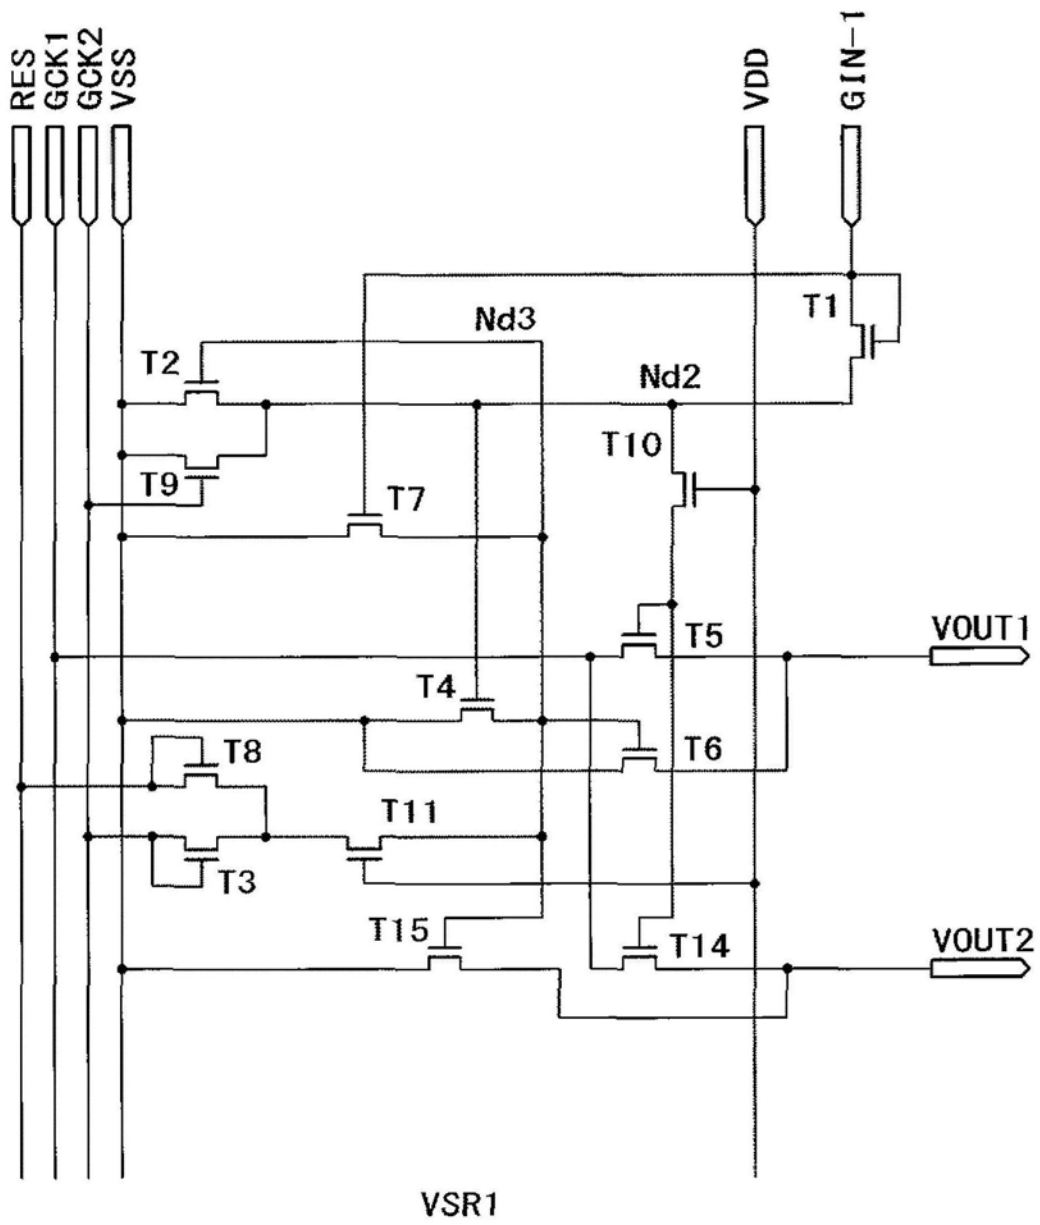 RES
GCK1
GCK2
VSS
VDD
GIN-1
T1
Nd3
T2
Nd2
T10
T9
T7
T5
VOUT1
T4
T8
T6
T11
T3
T15
T14
VOUT2
VSR1